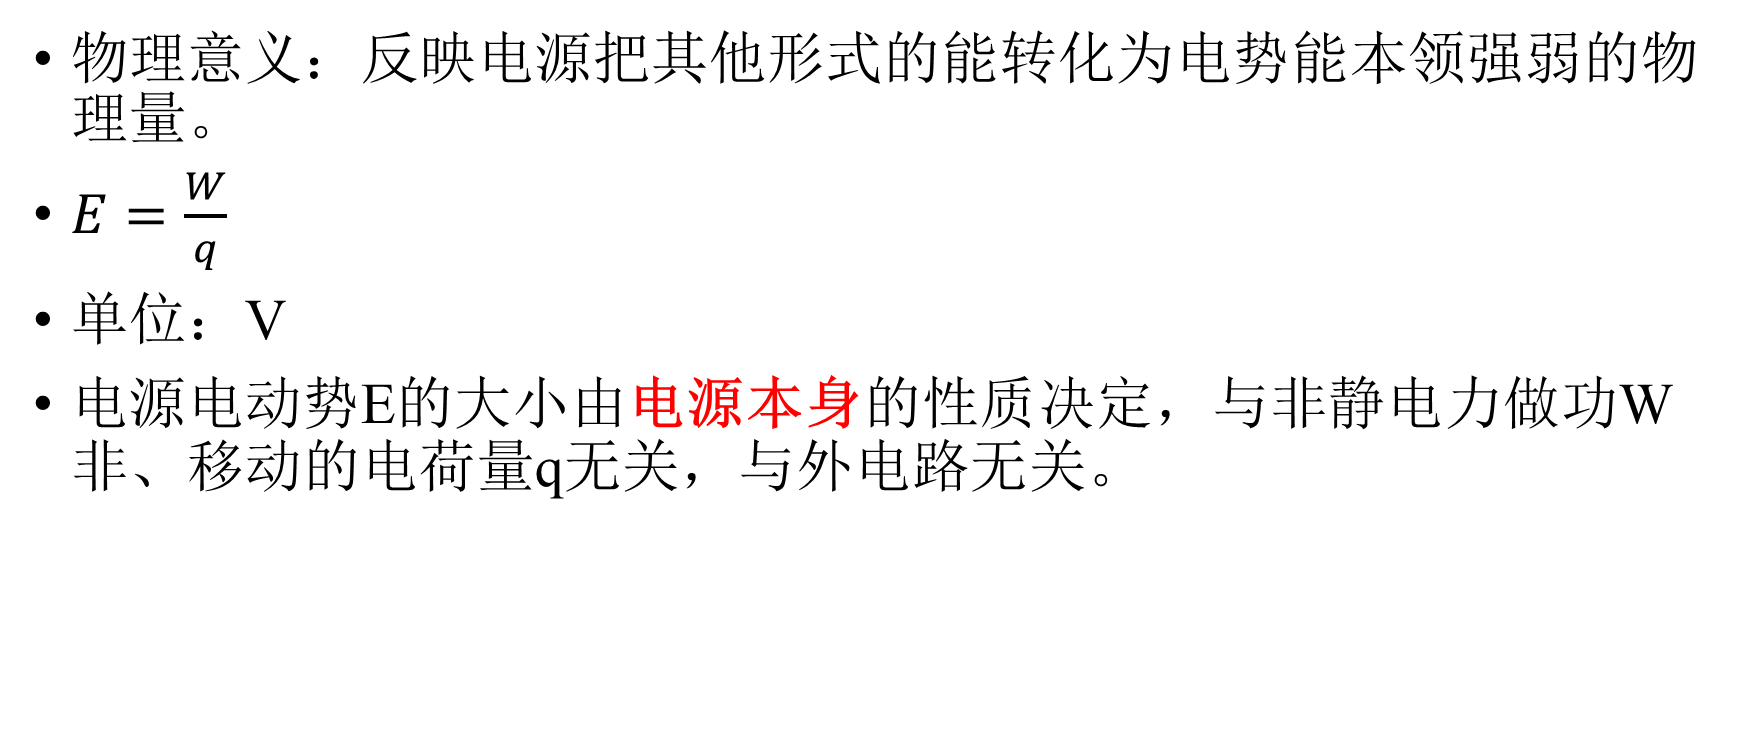 • 物理意义：反映电源把其他形式的能转化为电势能本领强弱的物
理量。
• E = W/q
• 单位：V
• 电源电动势E的大小由电源本身的性质决定，与非静电力做功W
非、移动的电荷量q无关，与外电路无关。